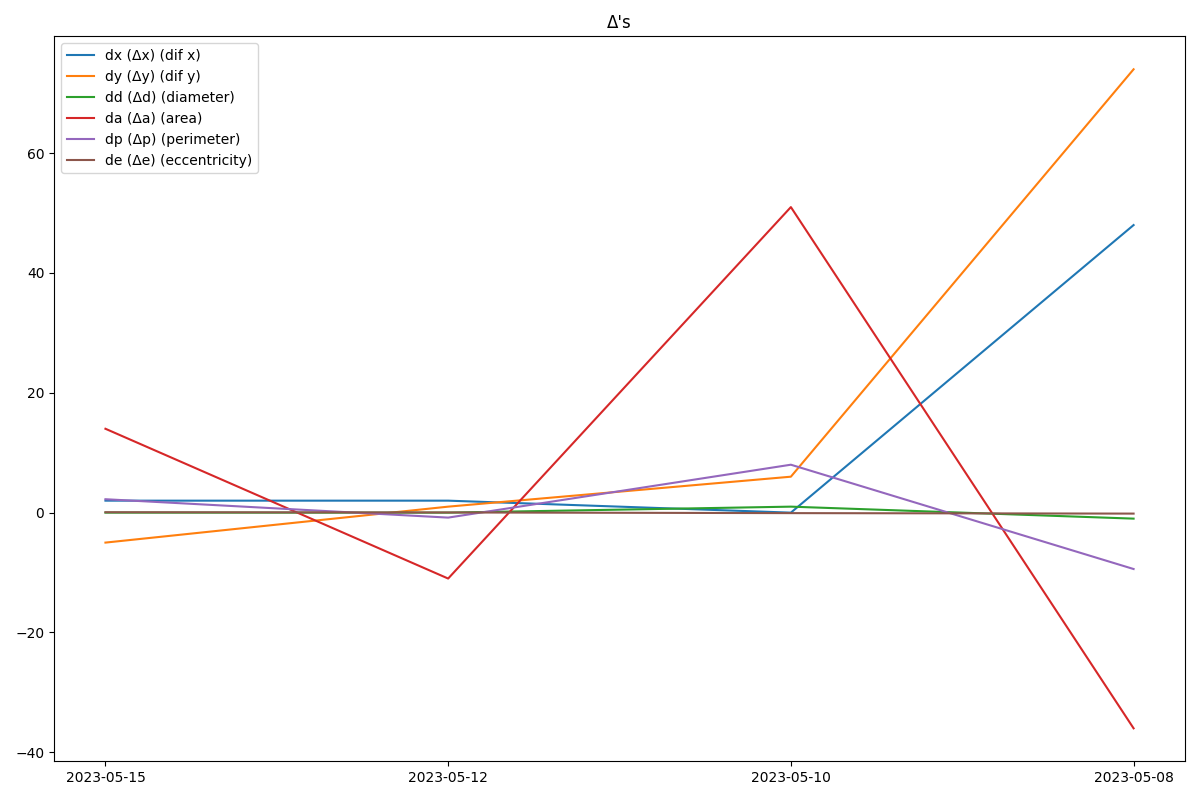 Δ's
dx (Δx) (dif x)
dy (Δy) (dif y)
dd (Δd) (diameter)
da (Δa) (area)
dp (Δp) (perimeter)
de (Δe) (eccentricity)
60
40
20
0
−20
−40
2023-05-15 2023-05-12 2023-05-10 2023-05-08